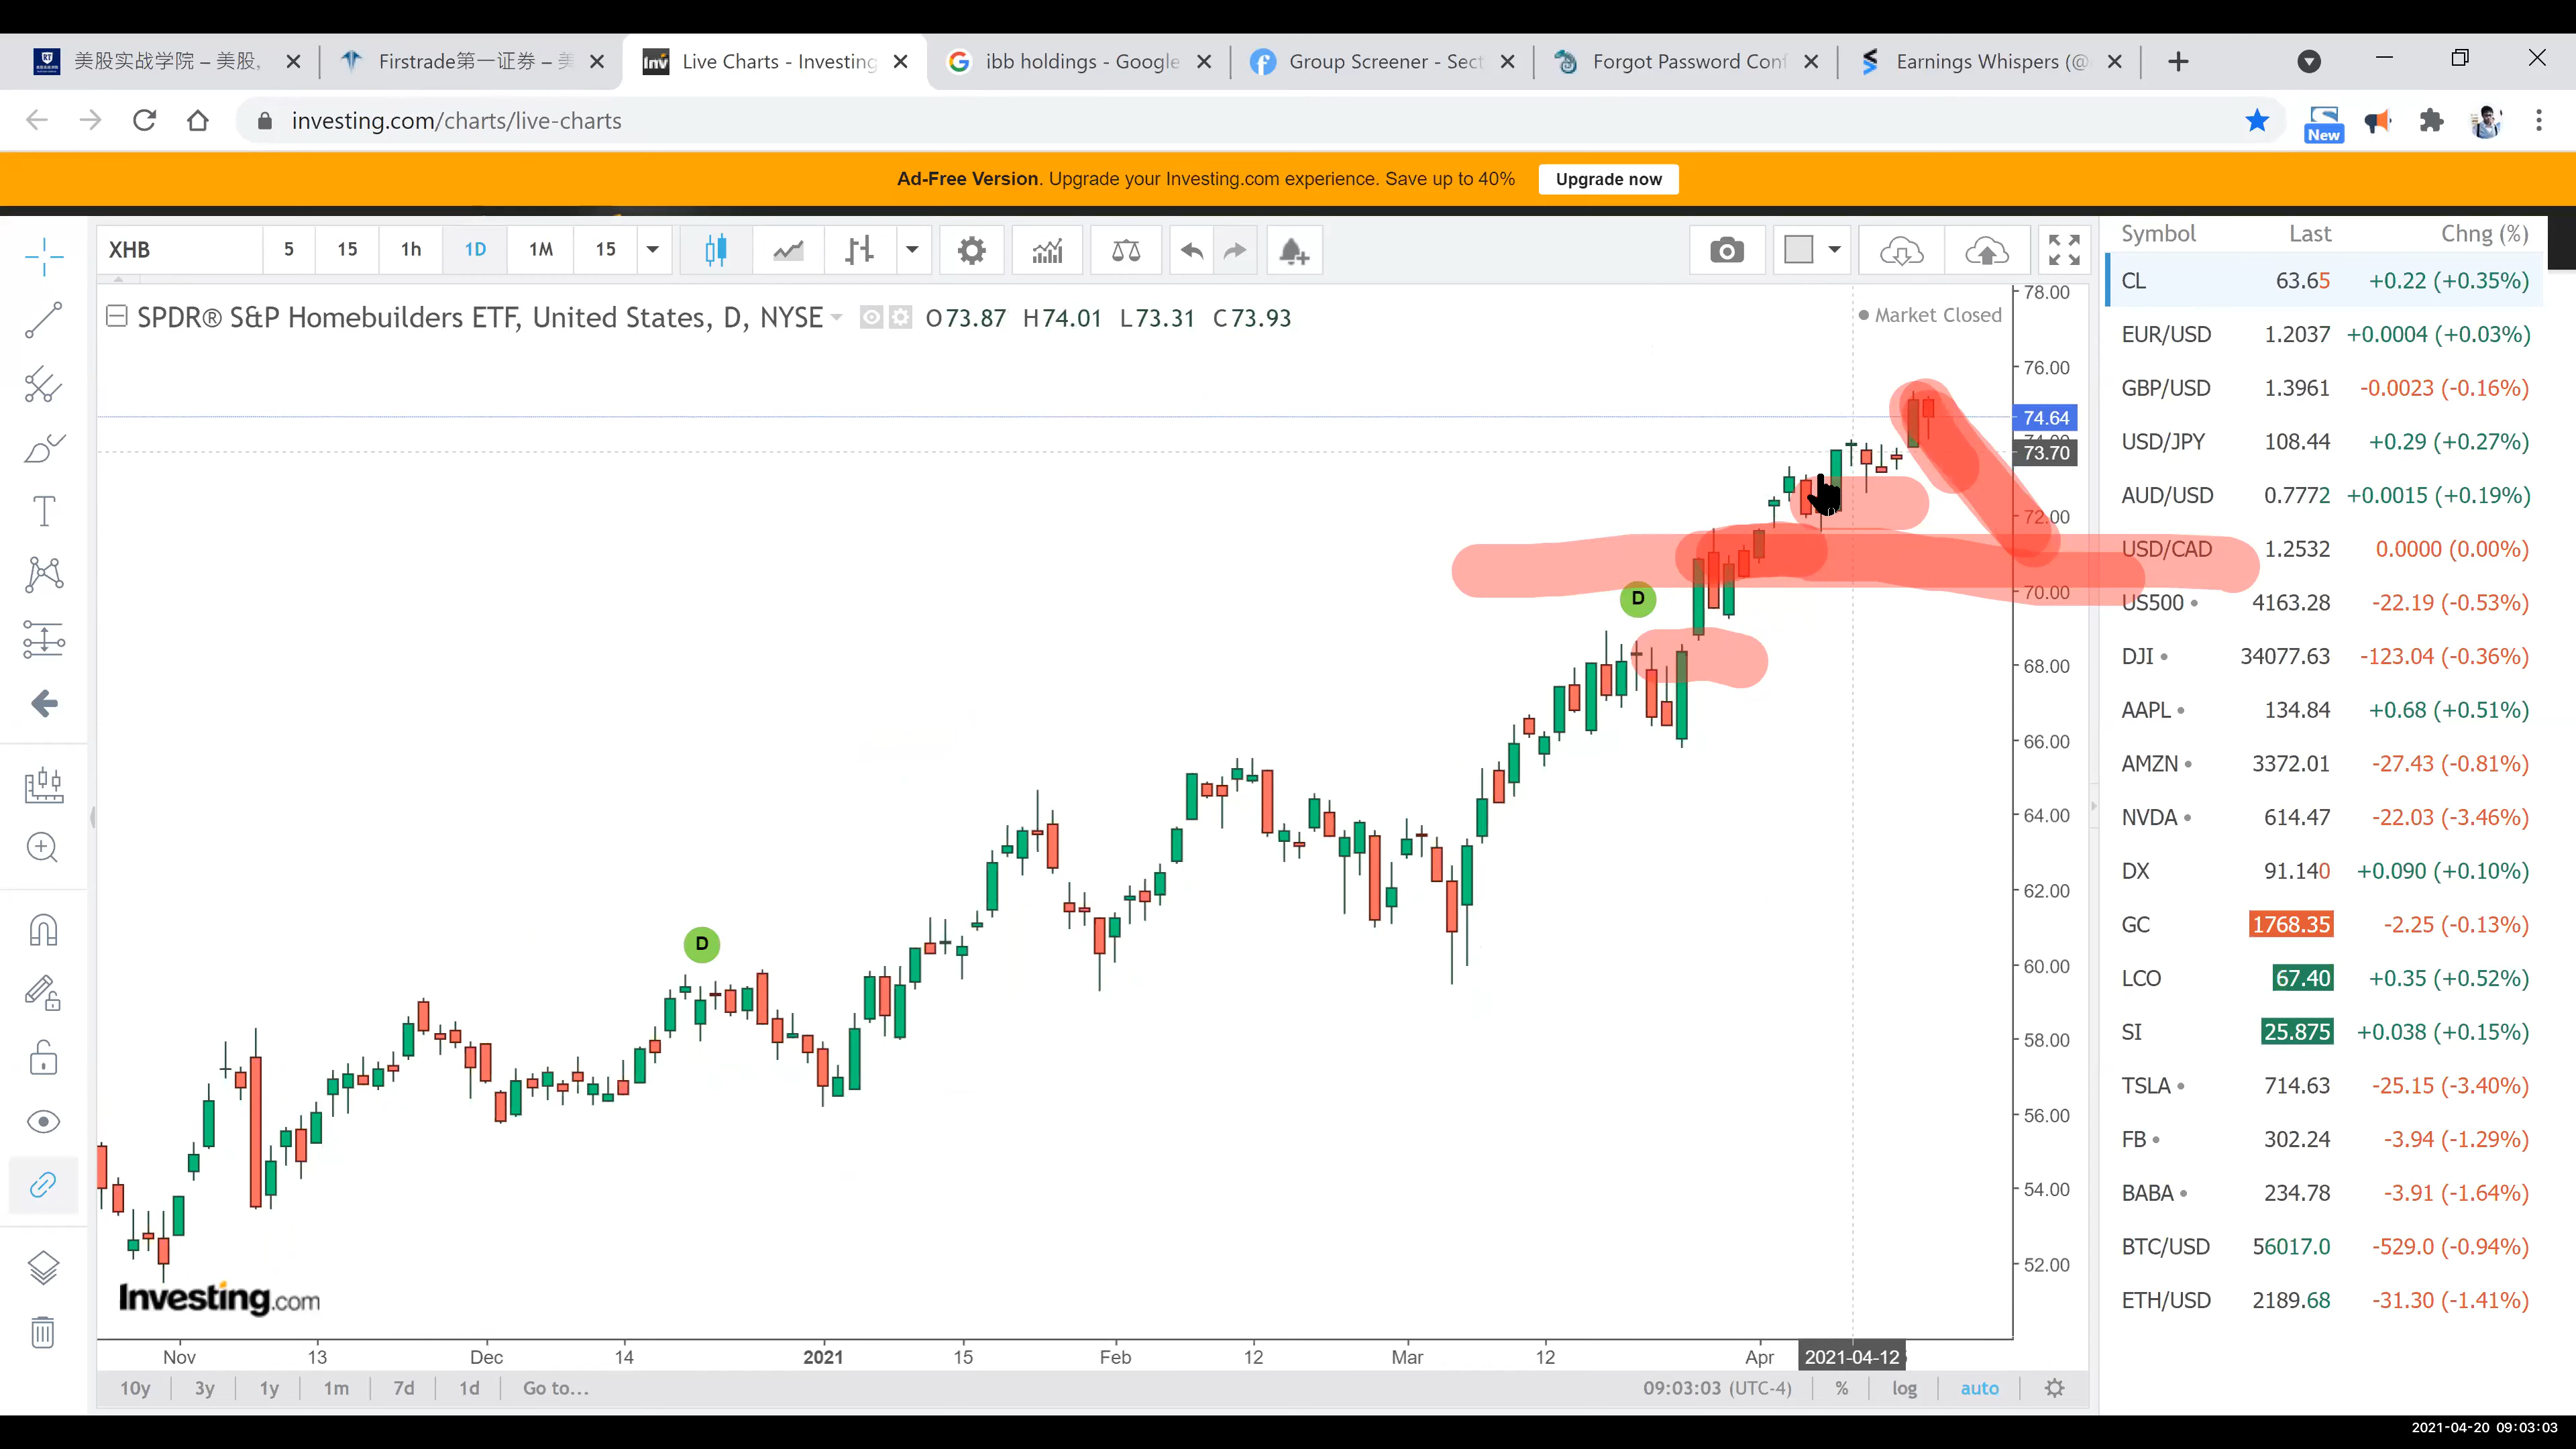 美股实战学院 – 美股,
Firstrade第一证券 – 美
Inv
Live Charts - Investing
ibb holdings - Google
Group Screener - Sect
Forgot Password Conf
Earnings Whispers (@
investing.com/charts/live-charts
New
Ad-Free Version. Upgrade your Investing.com experience. Save up to 40%
Upgrade now
XHB 5 15 1h 1D 1M 15
SPDR® S&P Homebuilders ETF, United States, D, NYSE O73.87 H74.01 L73.31 C73.93
Market Closed
78.00
76.00
74.64
73.70
72.00
70.00
68.00
66.00
64.00
62.00
60.00
58.00
56.00
54.00
52.00
D
D
Investing.com
Nov 13 Dec 14 2021 15 Feb 12 Mar 12 Apr 2021-04-12
10y 3y 1y 1m 7d 1d Go to... 09:03:03 (UTC-4) % log auto
Symbol Last Chng (%)
CL 63.65 +0.22 (+0.35%)
EUR/USD 1.2037 +0.0004 (+0.03%)
GBP/USD 1.3961 -0.0023 (-0.16%)
USD/JPY 108.44 +0.29 (+0.27%)
AUD/USD 0.7772 +0.0015 (+0.19%)
USD/CAD 1.2532 0.0000 (0.00%)
US500 4163.28 -22.19 (-0.53%)
DJI 34077.63 -123.04 (-0.36%)
AAPL 134.84 +0.68 (+0.51%)
AMZN 3372.01 -27.43 (-0.81%)
NVDA 614.47 -22.03 (-3.46%)
DX 91.140 +0.090 (+0.10%)
GC 1768.35 -2.25 (-0.13%)
LCO 67.40 +0.35 (+0.52%)
SI 25.875 +0.038 (+0.15%)
TSLA 714.63 -25.15 (-3.40%)
FB 302.24 -3.94 (-1.29%)
BABA 234.78 -3.91 (-1.64%)
BTC/USD 56017.0 -529.0 (-0.94%)
ETH/USD 2189.68 -31.30 (-1.41%)
2021-04-20 09:03:03